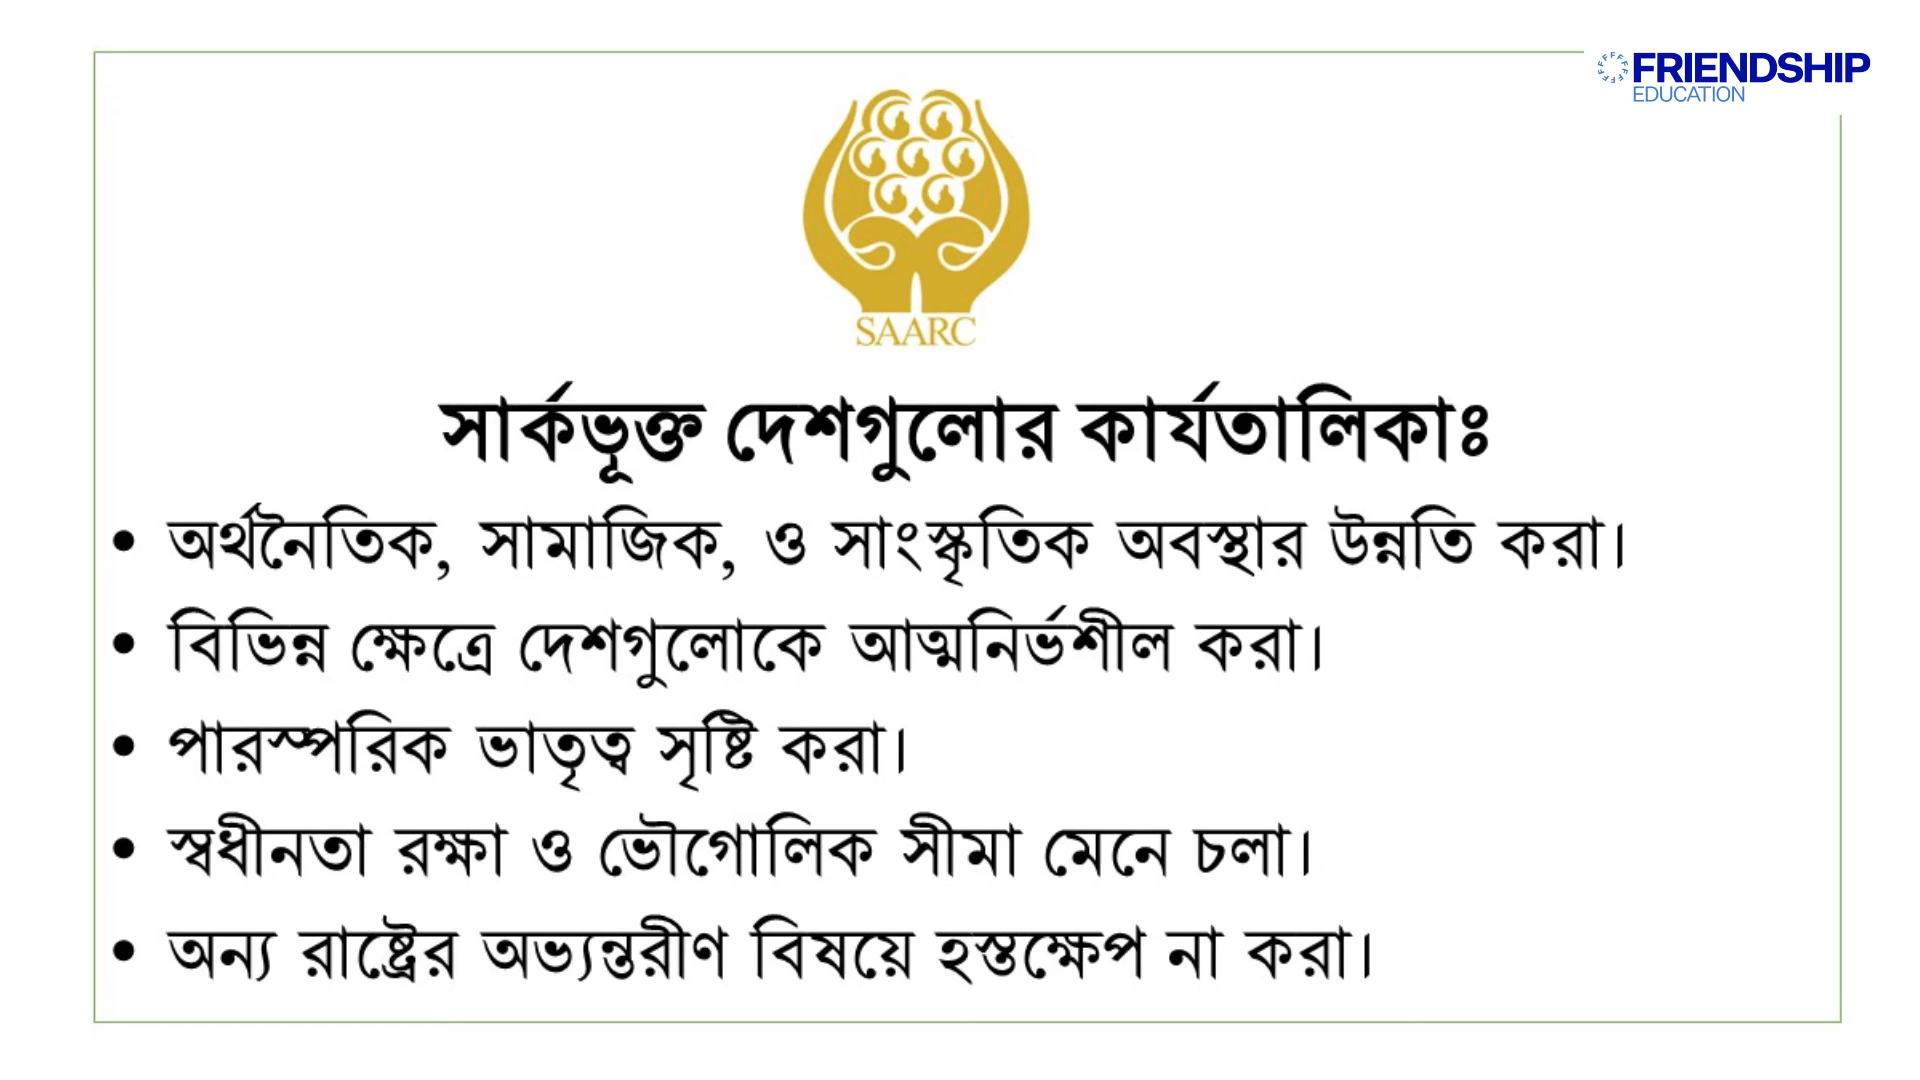 FRIENDSHIP
EDUCATION
SAARC
সার্কভূক্ত দেশগুলোর কার্যতালিকাঃ
• অর্থনৈতিক, সামাজিক, ও সাংস্কৃতিক অবস্থার উন্নতি করা।
• বিভিন্ন ক্ষেত্রে দেশগুলোকে আত্মনির্ভশীল করা।
• পারস্পরিক ভাতৃত্ব সৃষ্টি করা।
• স্বধীনতা রক্ষা ও ভৌগোলিক সীমা মেনে চলা।
• অন্য রাষ্ট্রের অভ্যন্তরীণ বিষয়ে হস্তক্ষেপ না করা।